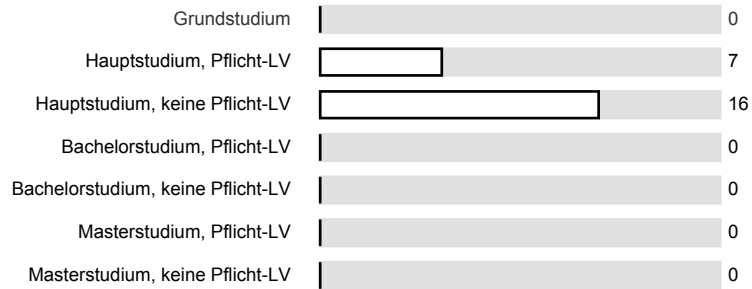 Grundstudium 0
Hauptstudium, Pflicht-LV 7
Hauptstudium, keine Pflicht-LV 16
Bachelorstudium, Pflicht-LV 0
Bachelorstudium, keine Pflicht-LV 0
Masterstudium, Pflicht-LV 0
Masterstudium, keine Pflicht-LV 0